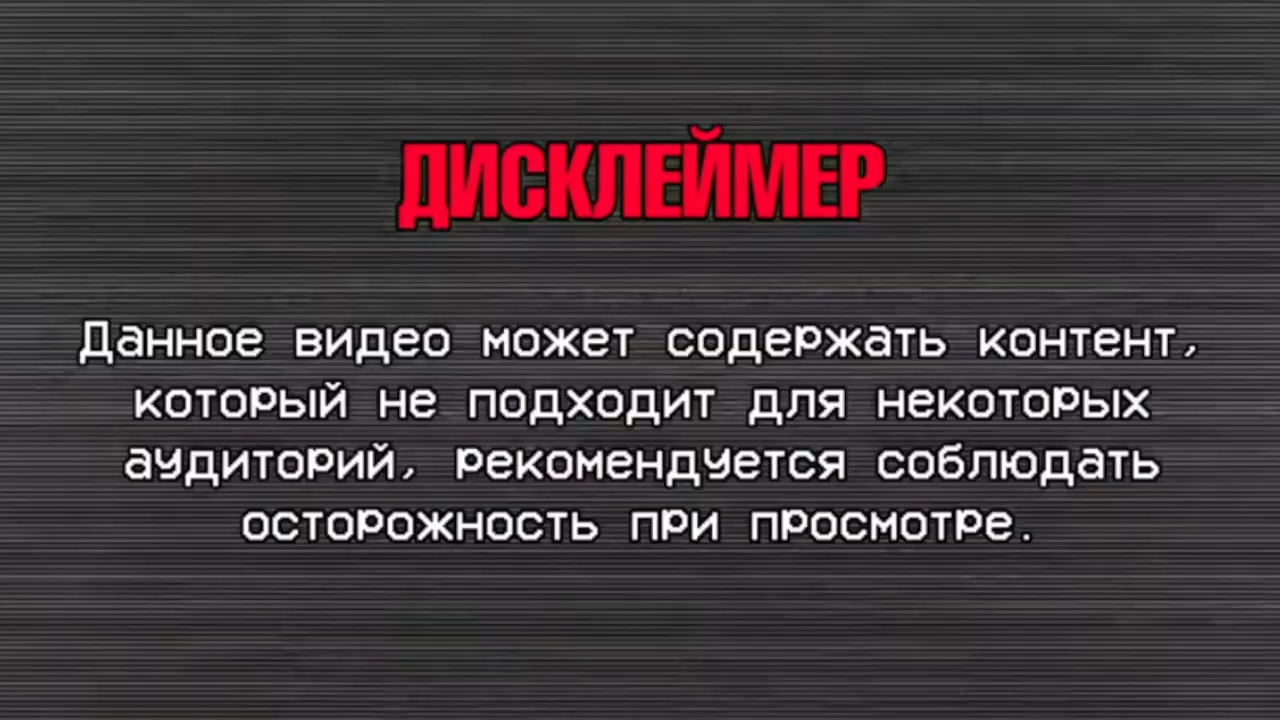 ДИСКЛЕЙМЕР
Данное видео может содержать контент,
который не подходит для некоторых
аудиторий, рекомендуется соблюдать
осторожность при просмотре.